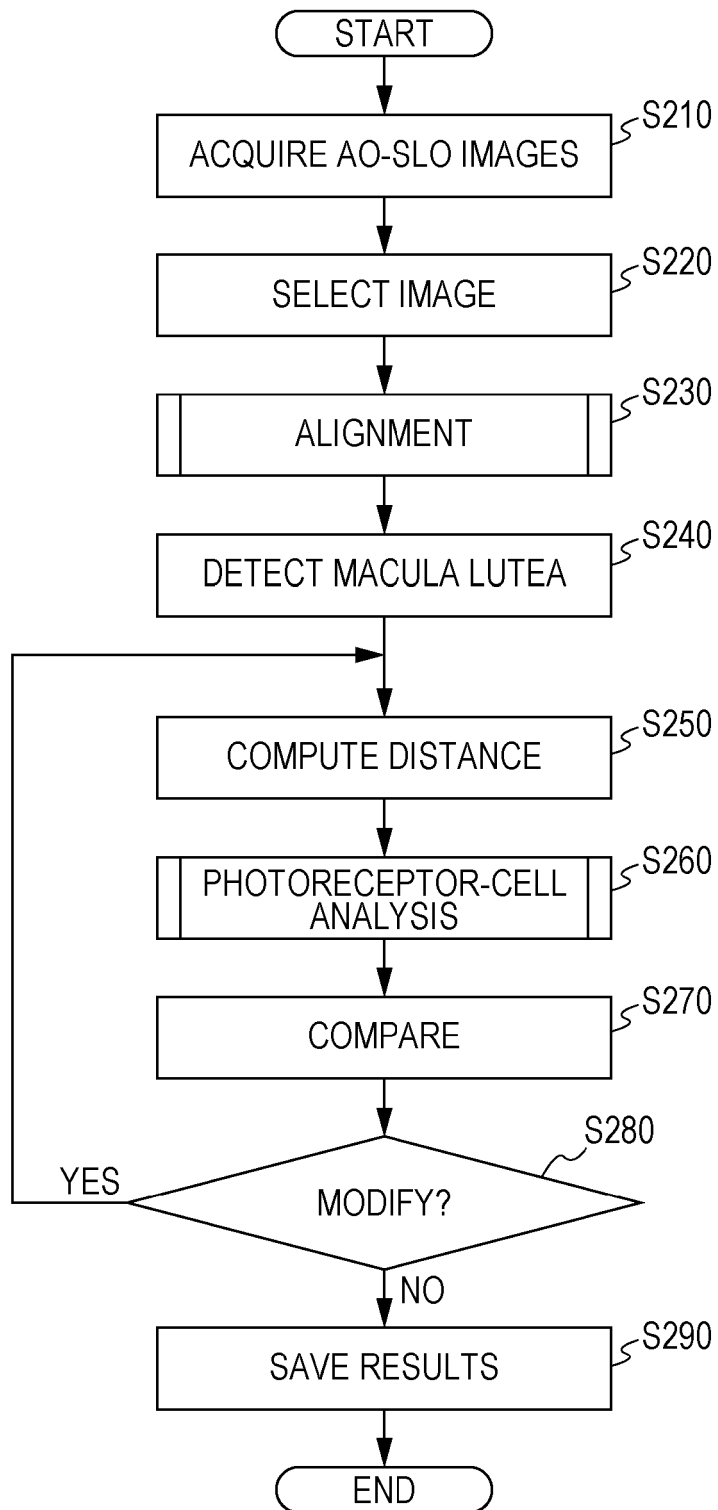 START
S210
ACQUIRE AO-SLO IMAGES
S220
SELECT IMAGE
S230
ALIGNMENT
S240
DETECT MACULA LUTEA
S250
COMPUTE DISTANCE
S260
PHOTORECEPTOR-CELL
ANALYSIS
S270
COMPARE
S280
YES
MODIFY?
NO
S290
SAVE RESULTS
END